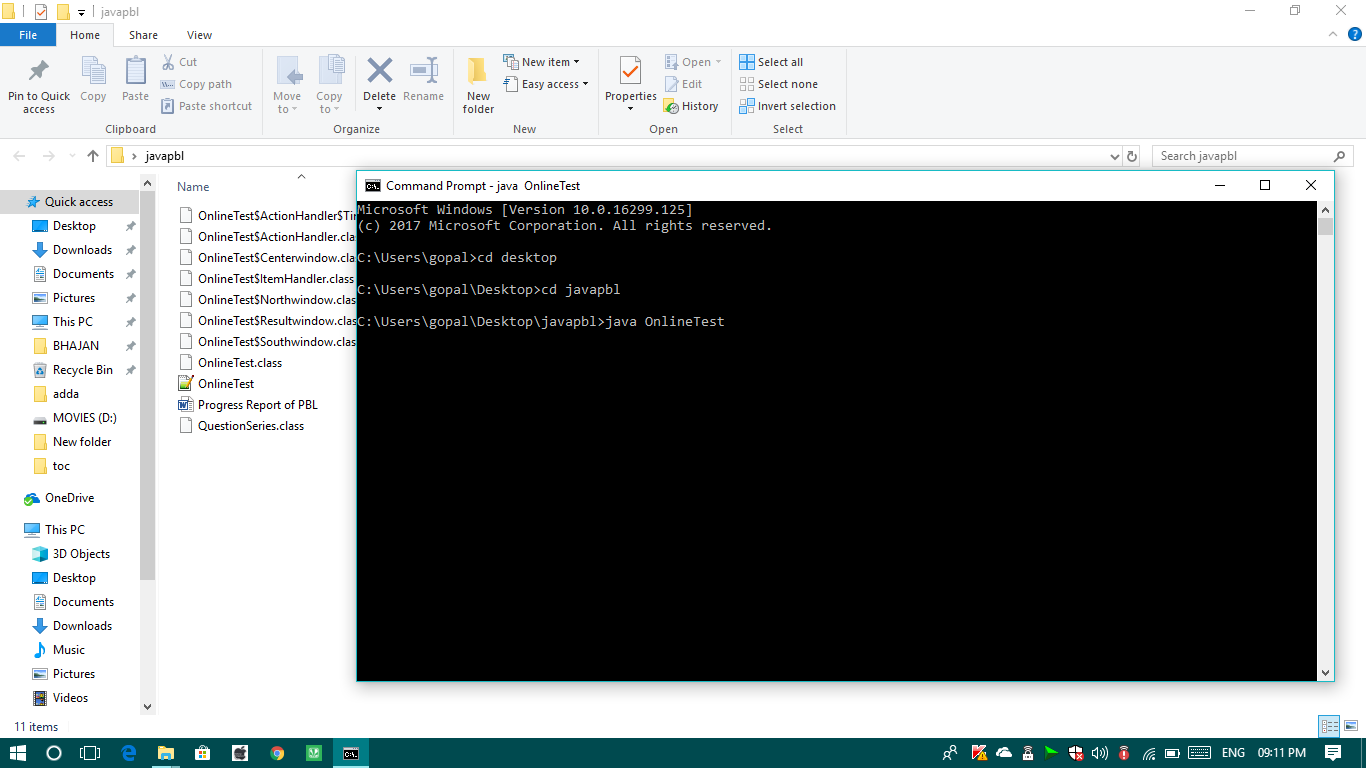 javapbl
File Home Share View
Pin to Quick access
Copy
Paste
Cut
Copy path
Paste shortcut
Clipboard
Move to
Copy to
Delete
Rename
Organize
New folder
New item
Easy access
New
Properties
Open
Edit
History
Open
Select all
Select none
Invert selection
Select
javapbl
Search javapbl
Quick access
Desktop
Downloads
Documents
Pictures
This PC
BHAJAN
Recycle Bin
adda
MOVIES (D:)
New folder
toc
OneDrive
This PC
3D Objects
Desktop
Documents
Downloads
Music
Pictures
Videos
Name
OnlineTest$ActionHandler$Ti
OnlineTest$ActionHandler.cla
OnlineTest$Centerwindow.clas
OnlineTest$ItemHandler.class
OnlineTest$Northwindow.clas
OnlineTest$Resultwindow.clas
OnlineTest$Southwindow.clas
OnlineTest.class
OnlineTest
Progress Report of PBL
QuestionSeries.class
Command Prompt - java  OnlineTest
Microsoft Windows [Version 10.0.16299.125]
(c) 2017 Microsoft Corporation. All rights reserved.
C:\Users\gopal>cd desktop
C:\Users\gopal\Desktop>cd javapbl
C:\Users\gopal\Desktop\javapbl>java OnlineTest
11 items
ENG 09:11 PM